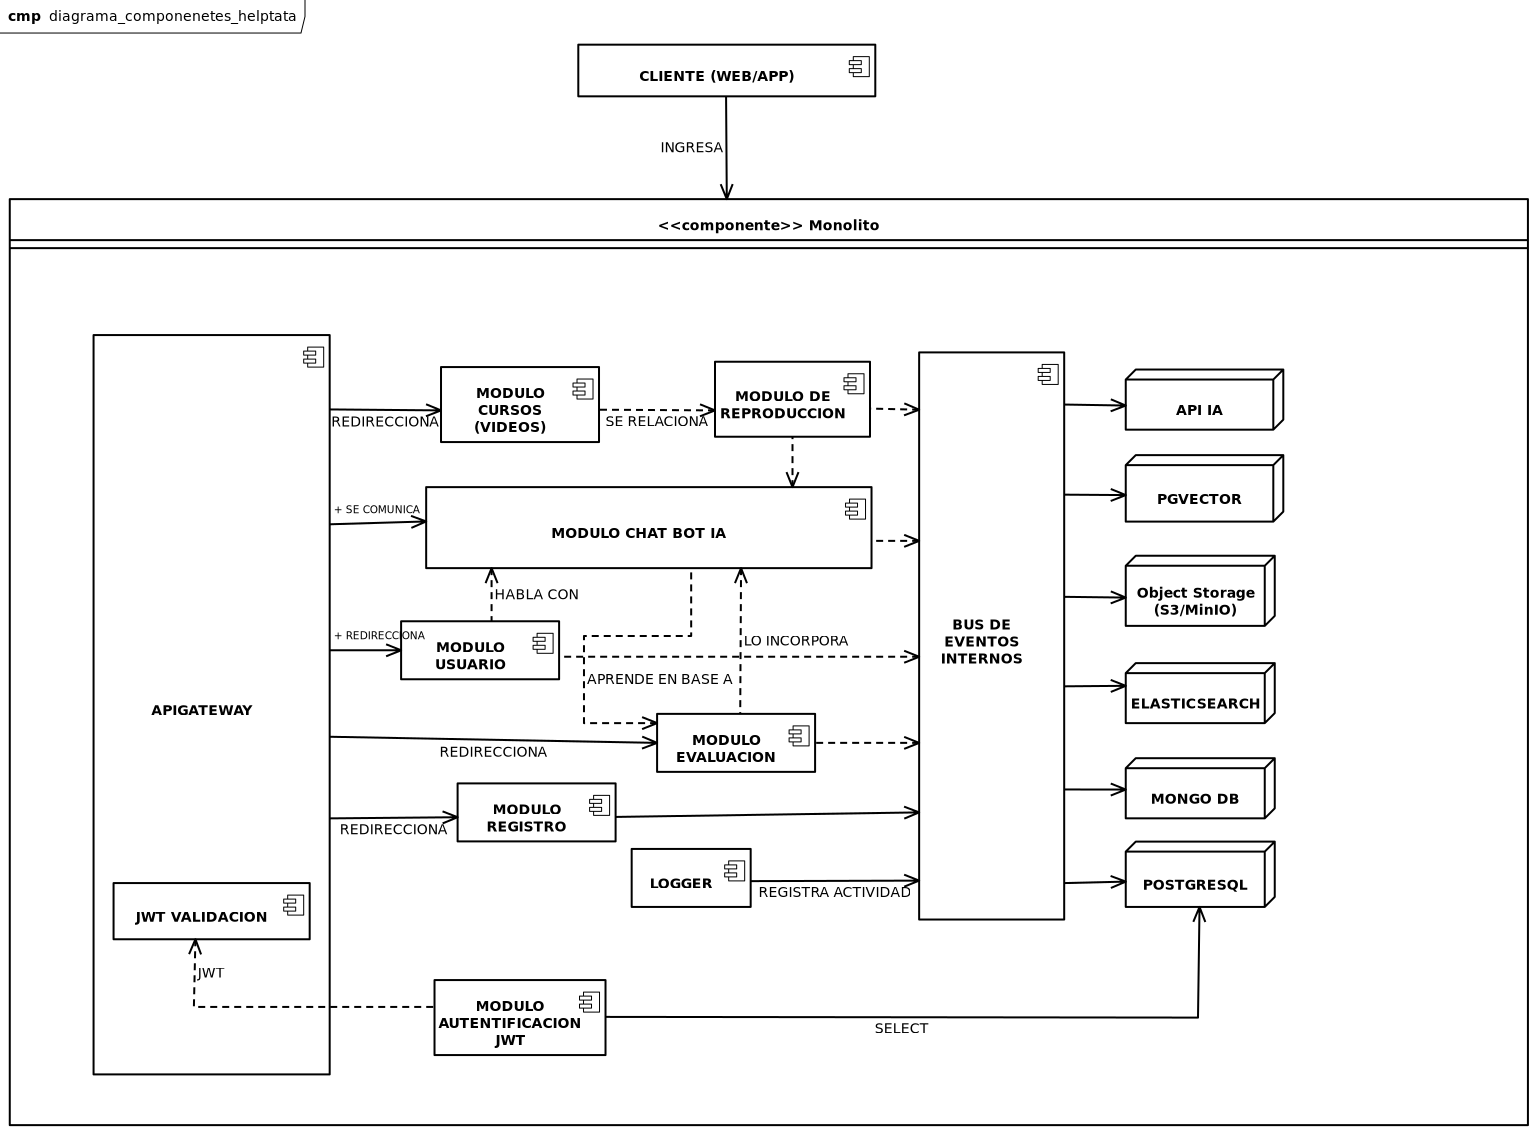 cmp diagrama_componenetes_helptata
CLIENTE (WEB/APP)
INGRESA
<<componente>> Monolito
APIGATEWAY
REDIRECCIONA
MODULO
CURSOS
(VIDEOS)
SE RELACIONA
MODULO DE
REPRODUCCION
+ SE COMUNICA
MODULO CHAT BOT IA
HABLA CON
+ REDIRECCIONA
MODULO
USUARIO
LO INCORPORA
APRENDE EN BASE A
REDIRECCIONA
MODULO
EVALUACION
REDIRECCIONA
MODULO
REGISTRO
LOGGER
REGISTRA ACTIVIDAD
JWT VALIDACION
JWT
MODULO
AUTENTIFICACION
JWT
SELECT
BUS DE
EVENTOS
INTERNOS
API IA
PGVECTOR
Object Storage
(S3/MinIO)
ELASTICSEARCH
MONGO DB
POSTGRESQL